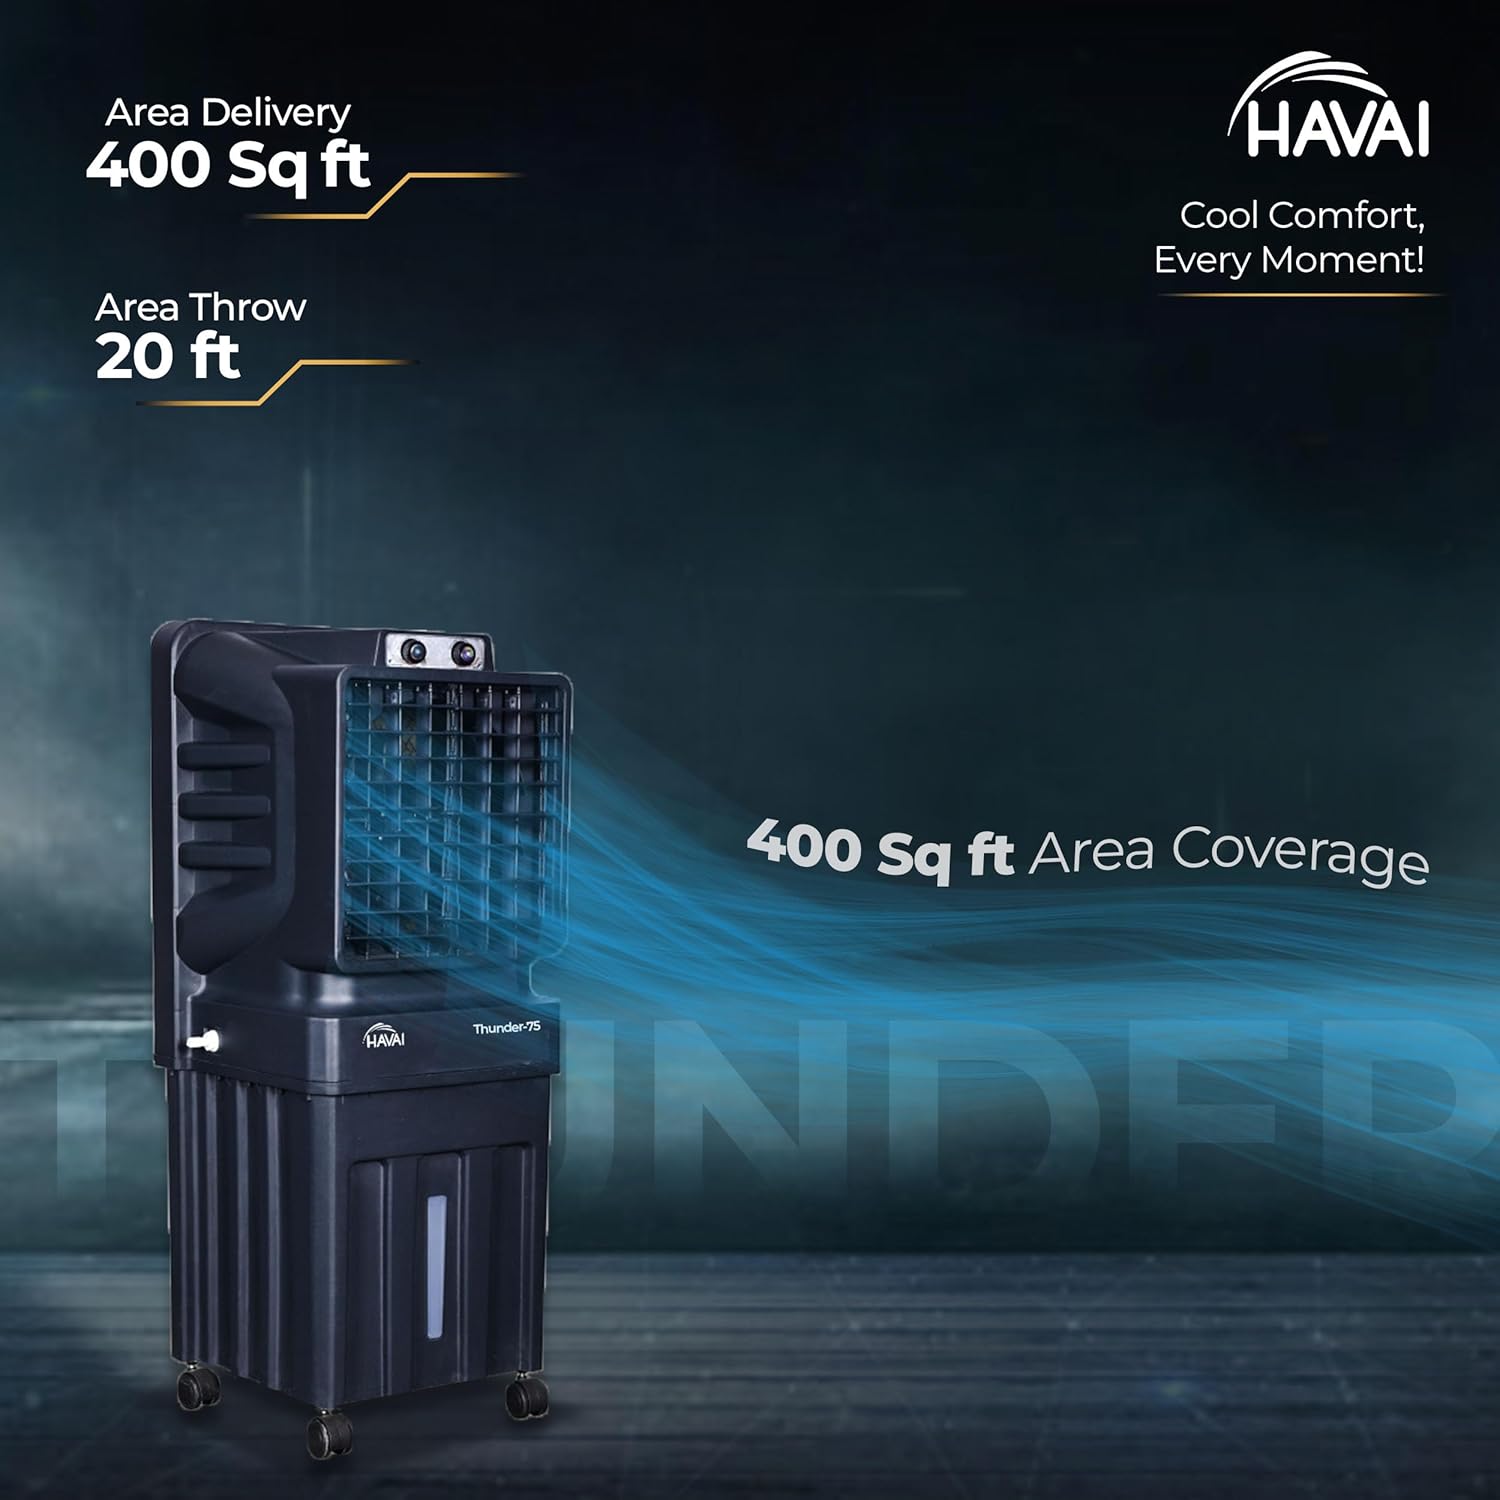 Area Delivery
400 Sq ft
Area Throw
20 ft
HAVAI
Cool Comfort,
Every Moment!
400 Sq ft Area Coverage
HAVAI
Thunder-75
THUNDER